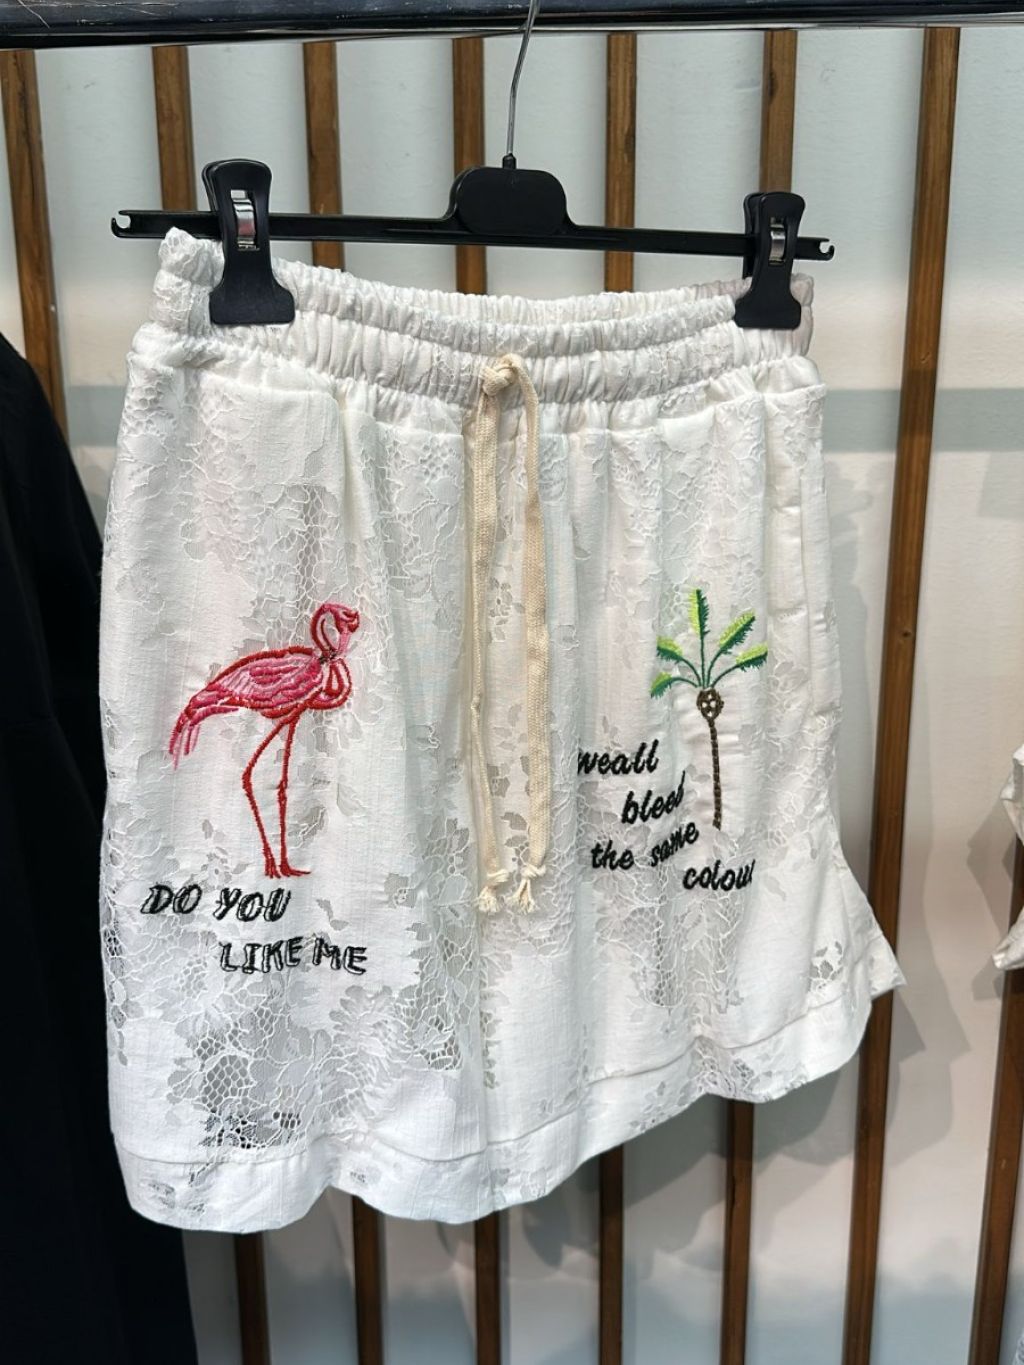 DO YOU
LIKE ME
weall
bleed
the same
colour